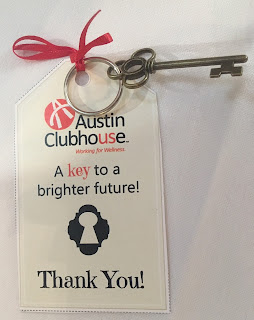 Austin
Clubhouse
Working for Wellness.
A key to a
brighter future!
Thank You!